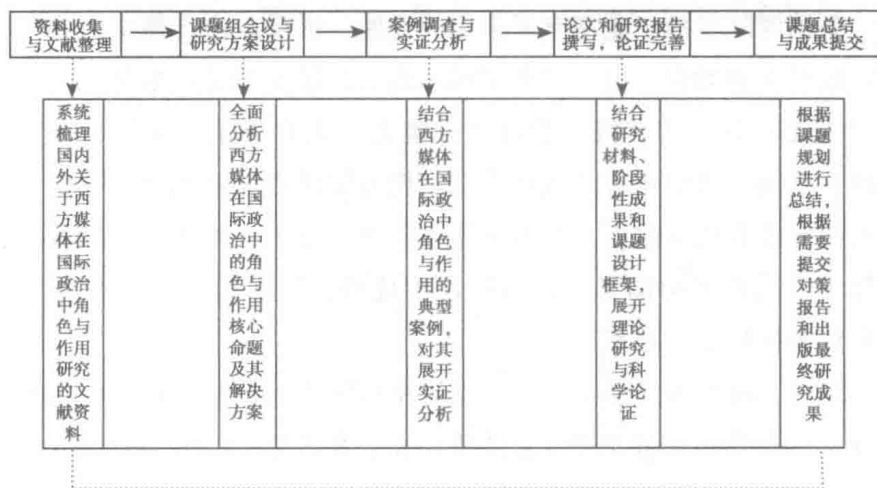 资料收集
与文献整理
课题组会议与
研究方案设计
案例调查与
实证分析
论文和研究报告
撰写，论证完善
课题总结
与成果提交
系统
梳理
国内
外关
于西
方媒
体在
国际
政治
中角
色与
作用
研究
的文
献资
料
全面
分析
西方
媒体
在国
际政
治中
的角
色与
作用
核心
命题
及其
解决
方案
结合
西方
媒体
在国
际政
治中
角色
与作
用的
典型
案例，
对其
展开
实证
分析
结合
研究
材料、
阶段
性成
果和
课题
设计
框架，
展开
理论
研究
与科
学论
证
根据
课题
规划
进行
总结，
根据
需要
提交
对策
报告
和出
版最
终研
究成
果